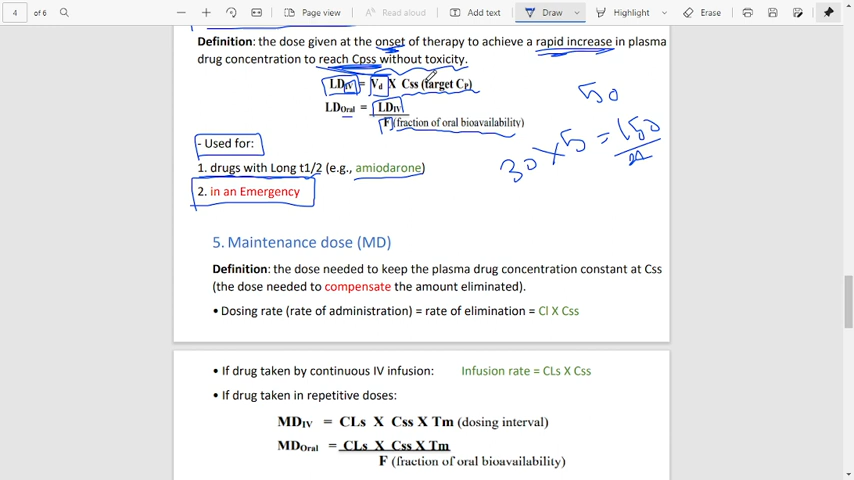 4 of 6
Page view
Read aloud
Add text
Draw
Highlight
Erase
Definition: the dose given at the onset of therapy to achieve a rapid increase in plasma
drug concentration to reach Cpss without toxicity.
LDIV = Vd X Css (target CP)
LDOral = LDIV
F(fraction of oral bioavailability)
50
30 × 5 = 150
- Used for:
1. drugs with Long t1/2 (e.g., amiodarone)
2. in an Emergency
5. Maintenance dose (MD)
Definition: the dose needed to keep the plasma drug concentration constant at Css
(the dose needed to compensate the amount eliminated).
• Dosing rate (rate of administration) = rate of elimination = Cl X Css
• If drug taken by continuous IV infusion: Infusion rate = CLs X Css
• If drug taken in repetitive doses:
MDIV = CLs X Css X Tm (dosing interval)
MDOral = CLs X Css X Tm
F (fraction of oral bioavailability)